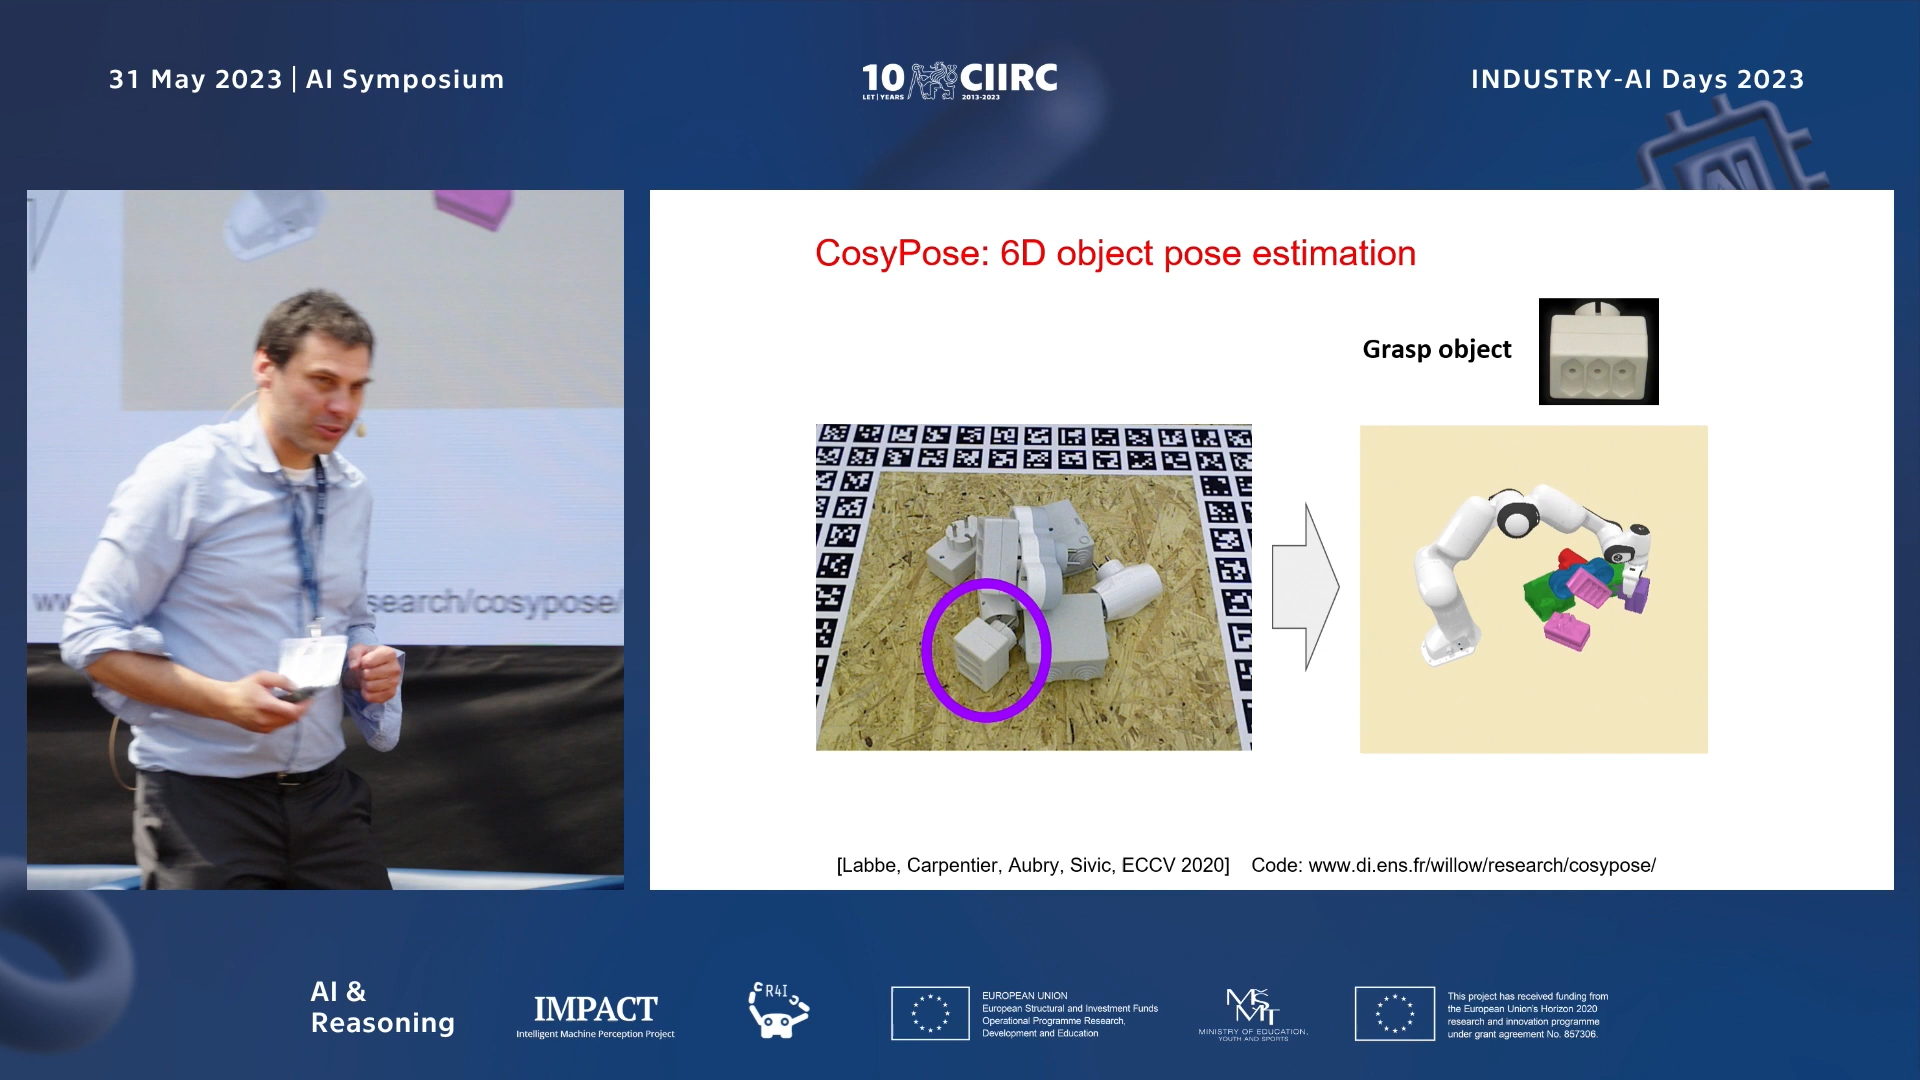 31 May 2023 | AI Symposium
10 CIIRC
LET | YEARS 2013-2023
INDUSTRY-AI Days 2023
AI
CosyPose: 6D object pose estimation
Grasp object
search/cosypose/
[Labbe, Carpentier, Aubry, Sivic, ECCV 2020] Code: www.di.ens.fr/willow/research/cosypose/
AI &
Reasoning
IMPACT
Intelligent Machine Perception Project
R4I
EUROPEAN UNION
European Structural and Investment Funds
Operational Programme Research,
Development and Education
MSMT
MINISTRY OF EDUCATION,
YOUTH AND SPORTS
This project has received funding from
the European Union's Horizon 2020
research and innovation programme
under grant agreement No. 857306.